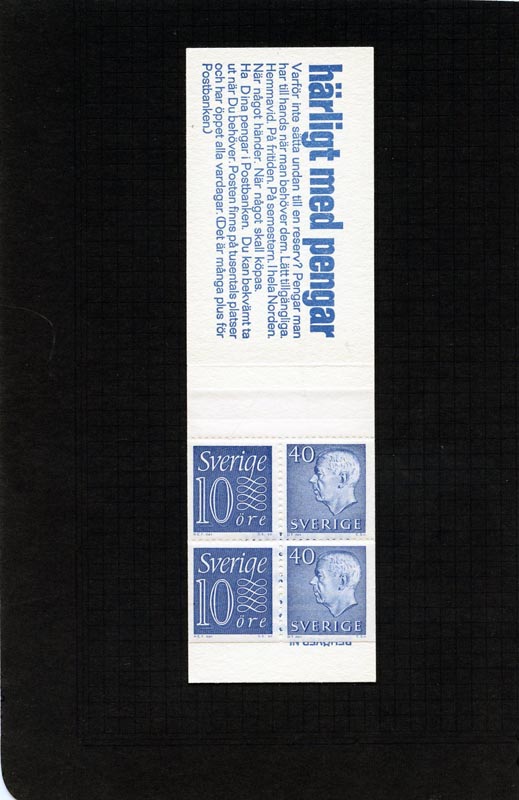 härligt med pengar
Varför inte sätta undan till en reserv? Pengar man
har till hands när man behöver dem. Lätt tillgängliga.
Hemmavid. På fritiden. På semestern. I hela Norden.
När något händer. När något skall köpas.
Ha Dina pengar i Postbanken. Du kan bekvämt ta
ut när Du behöver. Posten finns på tusentals platser
och har öppet alla vardagar. (Det är många plus för
Postbanken.)
Sverige
10
öre
40
SVERIGE
Sverige
10
öre
40
SVERIGE